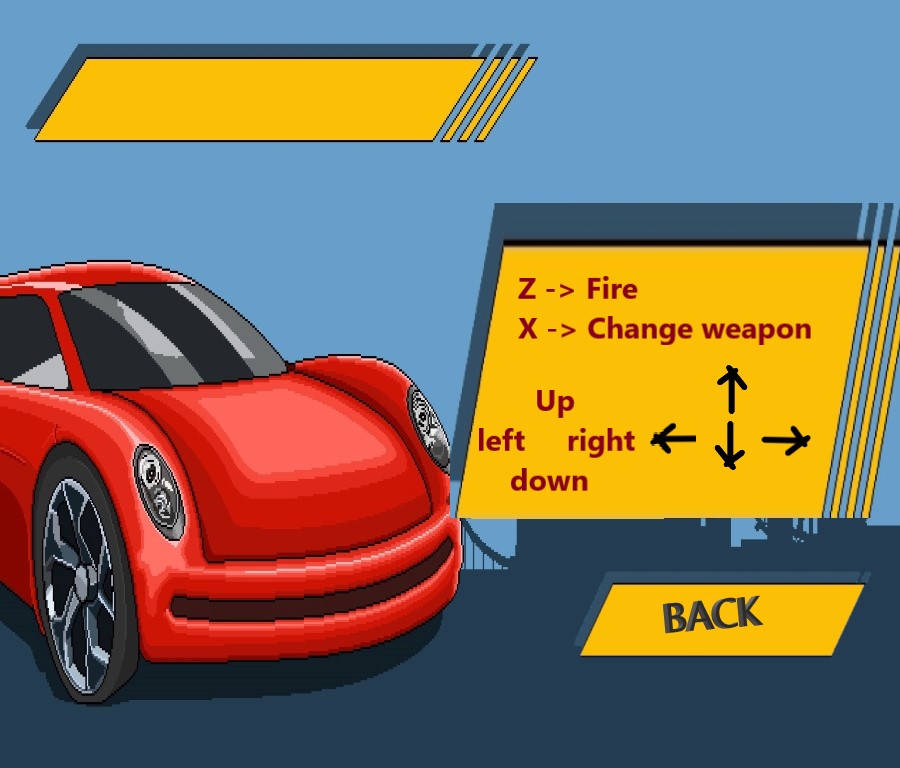 Z -> Fire
X -> Change weapon
Up
left right
down
BACK